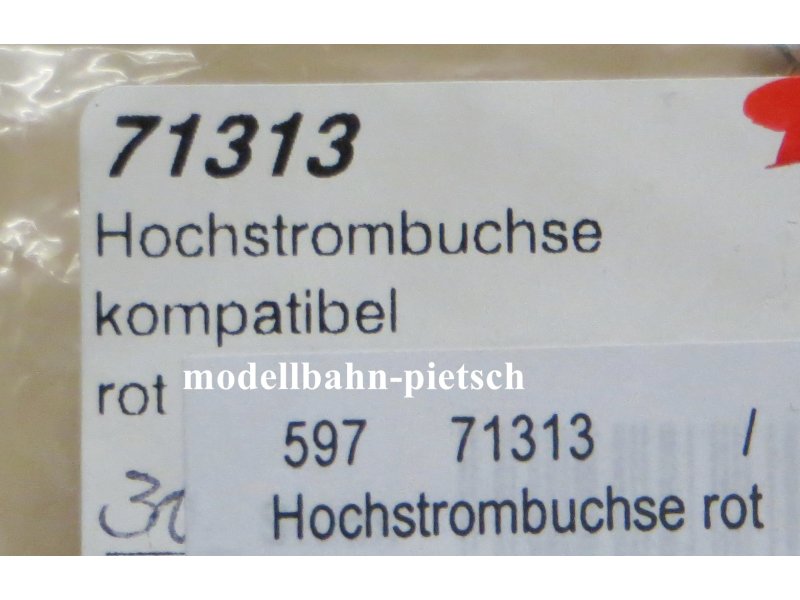 71313
Hochstrombuchse
kompatibel
rot
modellbahn-pietsch
597 71313 /
Hochstrombuchse rot